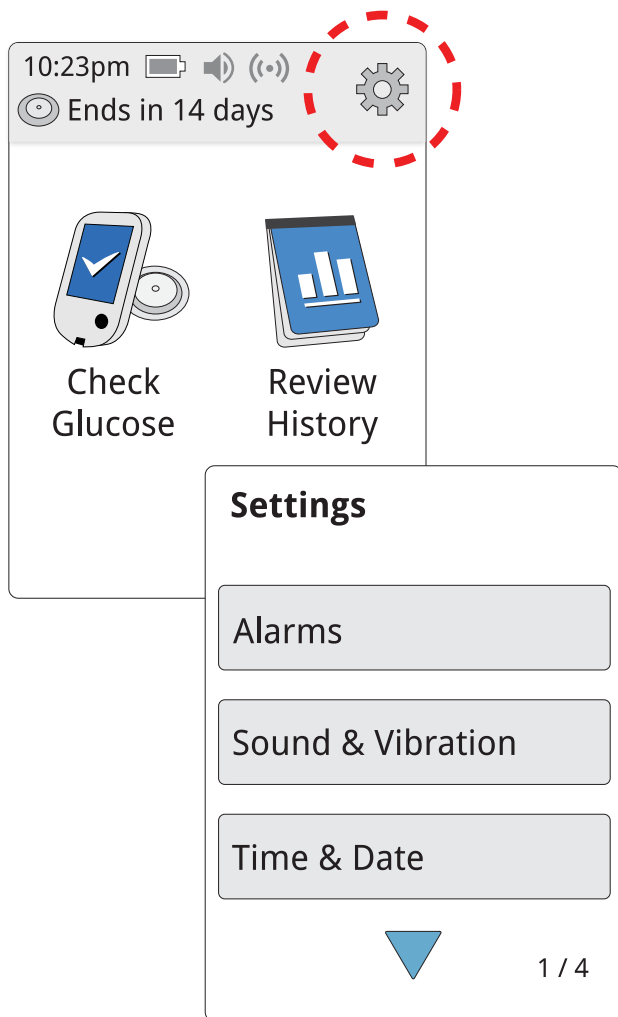 10:23pm
Ends in 14 days
Check
Glucose
Review
History
Settings
Alarms
Sound & Vibration
Time & Date
1 / 4